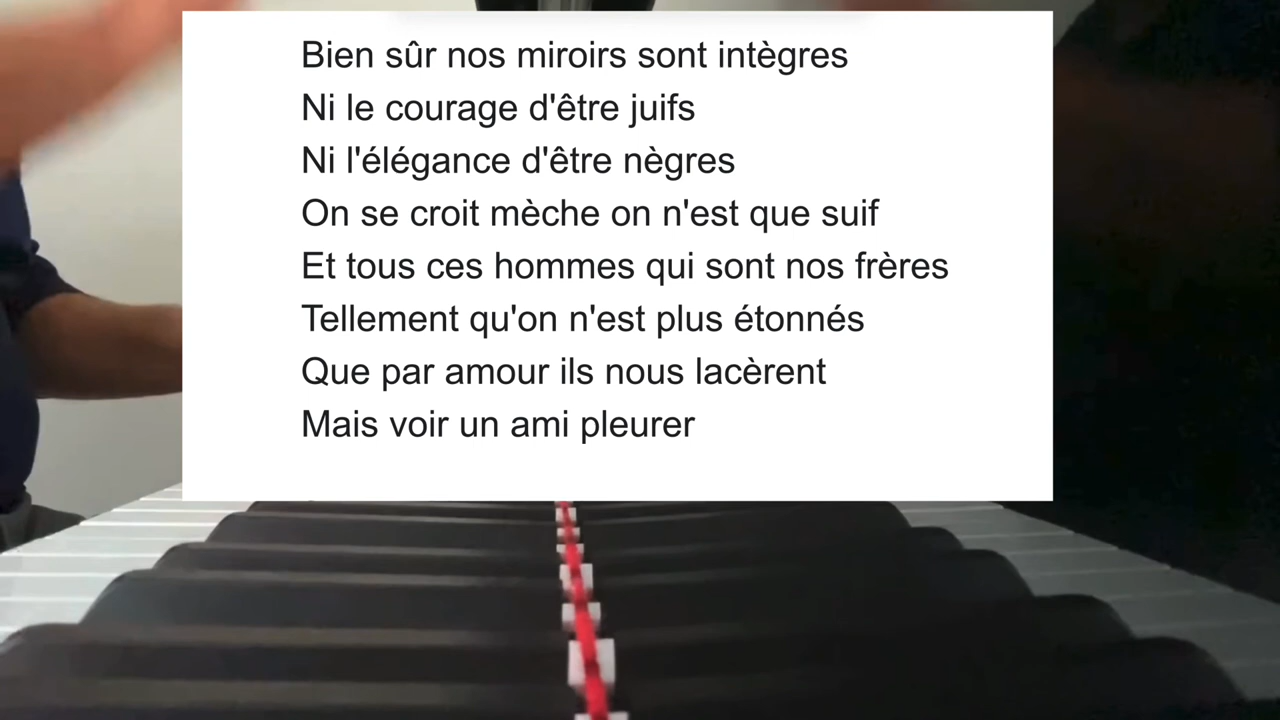 Bien sûr nos miroirs sont intègres
Ni le courage d'être juifs
Ni l'élégance d'être nègres
On se croit mèche on n'est que suif
Et tous ces hommes qui sont nos frères
Tellement qu'on n'est plus étonnés
Que par amour ils nous lacèrent
Mais voir un ami pleurer